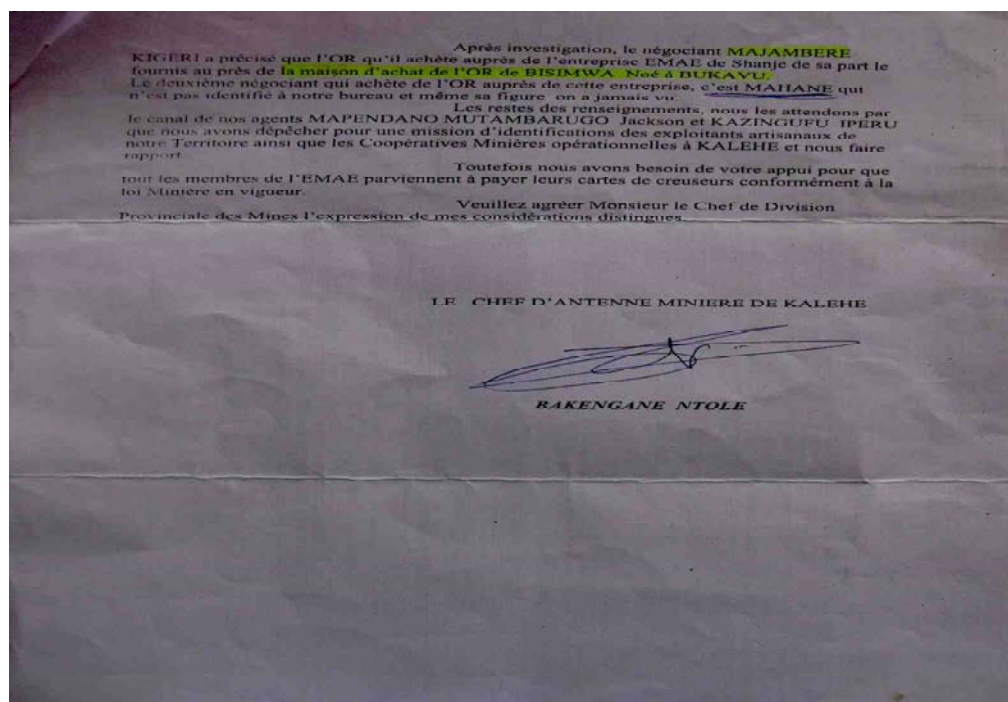 Après investigation, le négociant MAJAMBERE
KIGERI a précisé que l'OR qu'il achète auprès de l'entreprise EMAE de Shanje de sa part le
fournis au près de la maison d'achat de l'OR de BISIMWA Noé à BUKAVU.
Le deuxième négociant qui achète de l'OR auprès de cette entreprise, c'est MAHANE qui
n'est pas identifié à notre bureau et même sa figure on a jamais vu
Les restes des renseignements, nous les attendons par
le canal de nos agents MAPENDANO MUTAMBARUGO Jackson et KAZINGUFU IPERU
que nous avons dépêcher pour une mission d'identifications des exploitants artisanaux de
notre Territoire ainsi que les Coopératives Minières opérationnelles à KALEHE et nous faire
rapport
Toutefois nous avons besoin de votre appui pour que
tout les membres de l'EMAE parviennent à payer leurs cartes de creuseurs conformément à la
loi Minière en vigueur.
Veuillez agréer Monsieur le Chef de Division
Provinciale des Mines l'expression de mes considérations distingues.
LE CHEF D'ANTENNE MINIERE DE KALEHE
RAKENGANE NTOLE